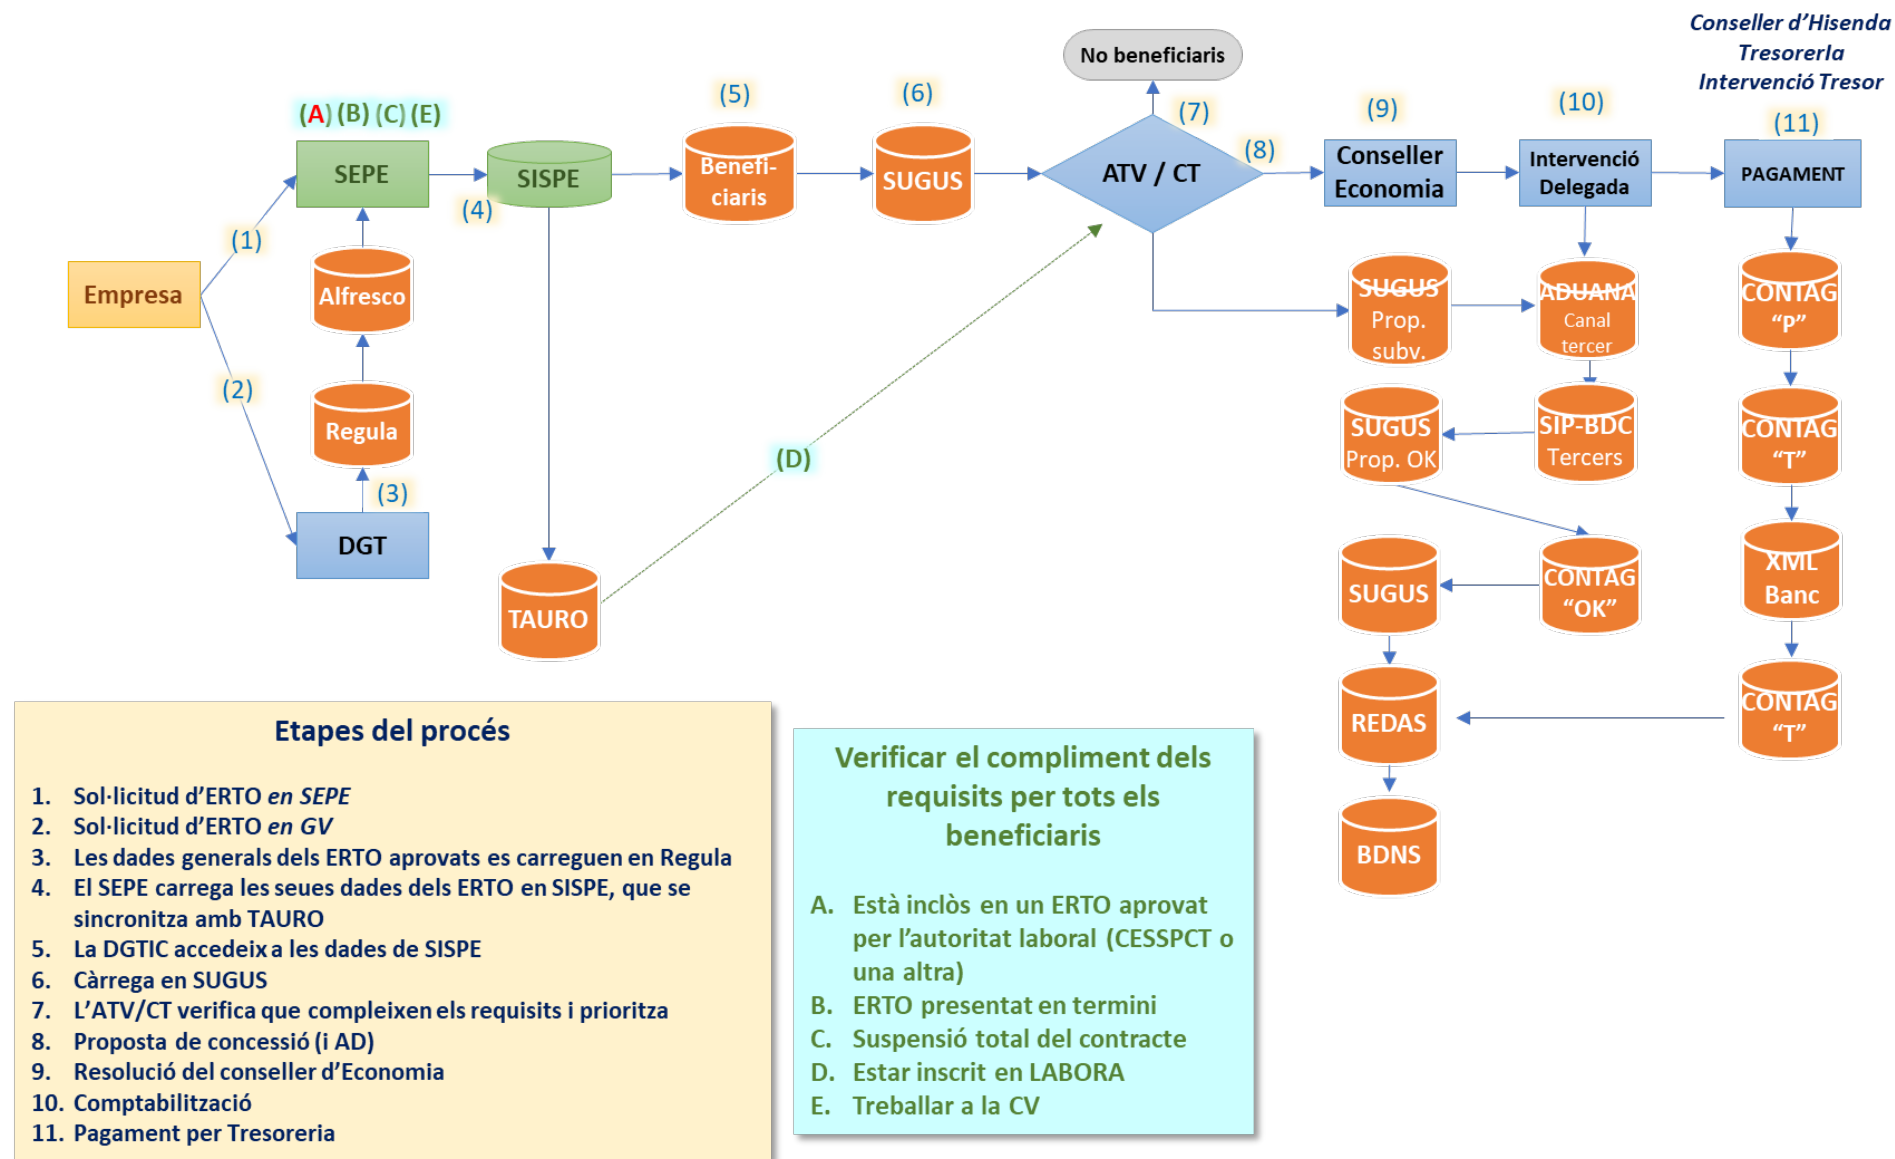 Conseller d’Hisenda
TresorerIa
Intervenció Tresor
No beneficiaris
(A) (B) (C) (E)
(5)
(6)
(7)
(8)
(9)
(10)
(11)
SEPE
SISPE
Benefi-
ciaris
SUGUS
ATV / CT
Conseller
Economia
Intervenció
Delegada
PAGAMENT
(4)
(1)
Empresa
Alfresco
SUGUS
Prop.
subv.
ADUANA
Canal
tercer
CONTAG
“P”
(2)
Regula
(D)
SUGUS
Prop. OK
SIP-BDC
Tercers
CONTAG
“T”
(3)
DGT
TAURO
SUGUS
CONTAG
“OK”
XML
Banc
REDAS
CONTAG
“T”
BDNS
Etapes del procés
1. Sol·licitud d’ERTO en SEPE
2. Sol·licitud d’ERTO en GV
3. Les dades generals dels ERTO aprovats es carreguen en Regula
4. El SEPE carrega les seues dades dels ERTO en SISPE, que se
sincronitza amb TAURO
5. La DGTIC accedeix a les dades de SISPE
6. Càrrega en SUGUS
7. L’ATV/CT verifica que compleixen els requisits i prioritza
8. Proposta de concessió (i AD)
9. Resolució del conseller d’Economia
10. Comptabilització
11. Pagament per Tresoreria
Verificar el compliment dels
requisits per tots els
beneficiaris
A. Està inclòs en un ERTO aprovat
per l’autoritat laboral (CESSPCT o
una altra)
B. ERTO presentat en termini
C. Suspensió total del contracte
D. Estar inscrit en LABORA
E. Treballar a la CV